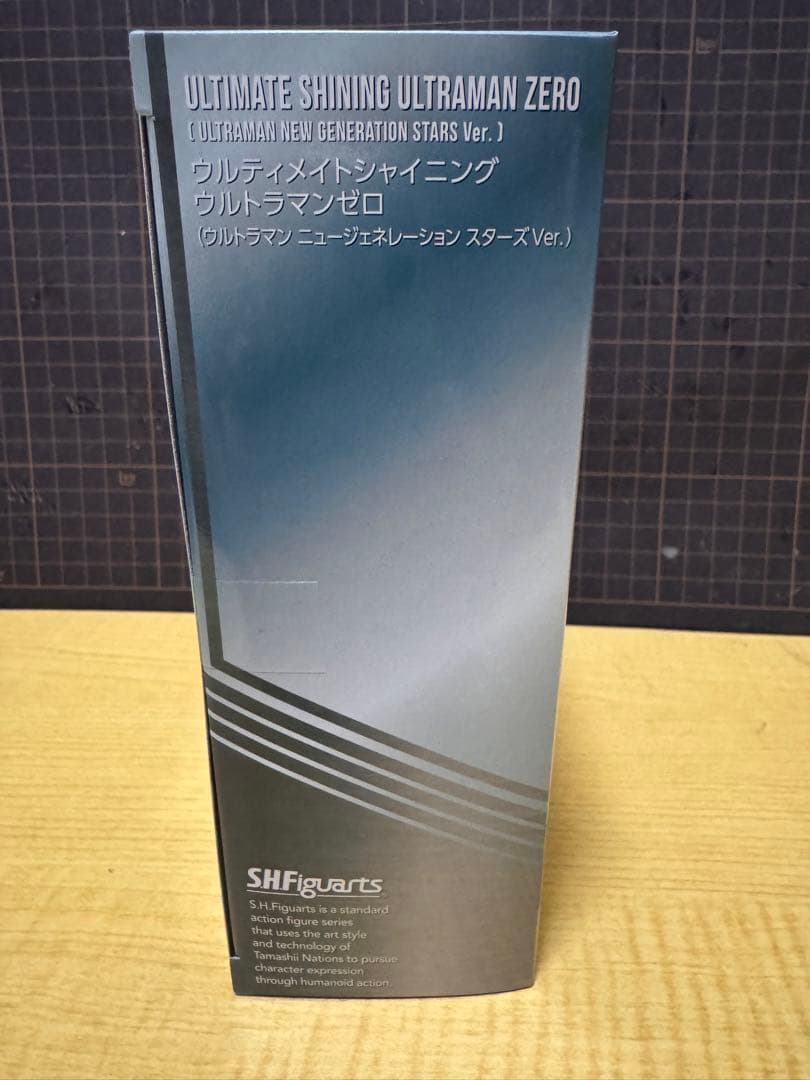 ULTIMATE SHINING ULTRAMAN ZERO
[ ULTRAMAN NEW GENERATION STARS Ver. ]
ウルティメイトシャイニング
ウルトラマンゼロ
(ウルトラマン ニュージェネレーション スターズ Ver.)
S.H.Figuarts
S.H.Figuarts is a standard
action figure series
that uses the art style
and technology of
Tamashii Nations to pursue
character expression
through humanoid action.